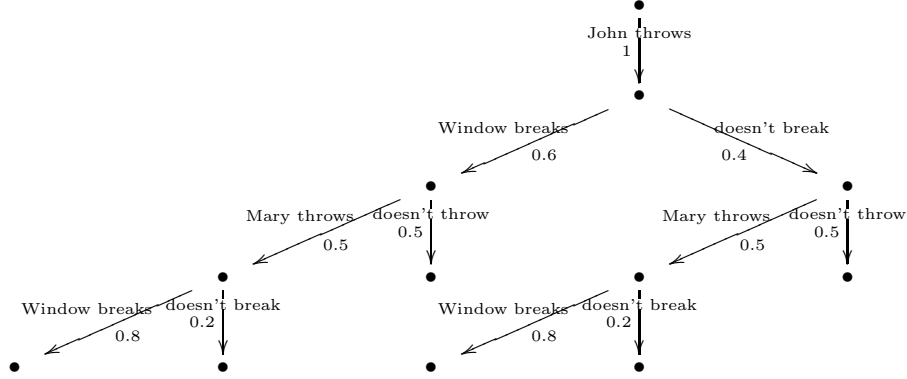 John throws
1
Window breaks
doesn't break
0.6
0.4
Mary throws
doesn't throw
Mary throws
doesn't throw
0.5
0.5
0.5
0.5
Window breaks
doesn't break
Window breaks
doesn't break
0.8
0.2
0.8
0.2